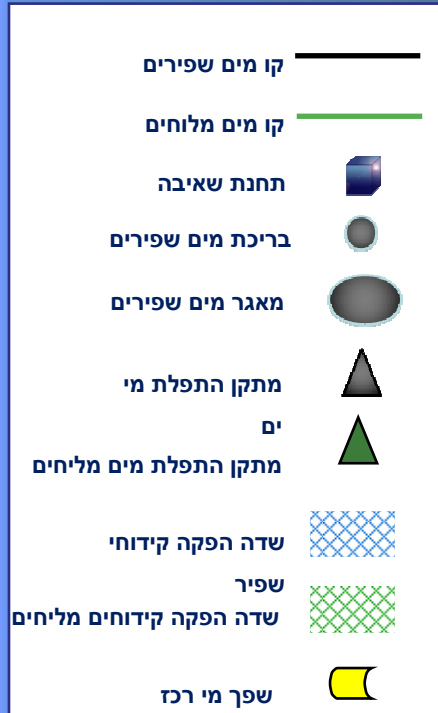 קו מים שפירים
קו מים מלוחים
תחנת שאיבה
בריכת מים שפירים
מאגר מים שפירים
מתקן התפלת מי
ים
מתקן התפלת מים מליחים
שדה הפקה קידוחי
שפיר
שדה הפקה קידוחים מליחים
שפך מי רכז